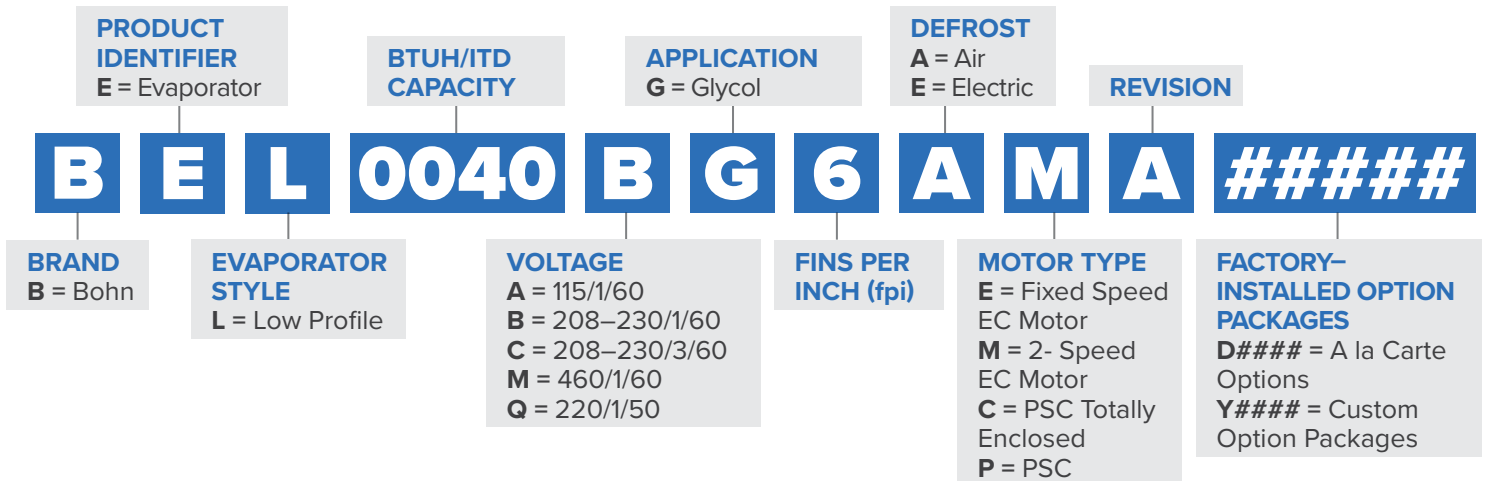 PRODUCT
IDENTIFIER
E = Evaporator
BTUH/ITD
CAPACITY
APPLICATION
G = Glycol
DEFROST
A = Air
E = Electric
REVISION
B E L 0040 B G 6 A M A #####
BRAND
B = Bohn
EVAPORATOR
STYLE
L = Low Profile
VOLTAGE
A = 115/1/60
B = 208–230/1/60
C = 208–230/3/60
M = 460/1/60
Q = 220/1/50
FINS PER
INCH (fpi)
MOTOR TYPE
E = Fixed Speed
EC Motor
M = 2- Speed
EC Motor
C = PSC Totally
Enclosed
P = PSC
FACTORY–
INSTALLED OPTION
PACKAGES
D#### = A la Carte
Options
Y#### = Custom
Option Packages